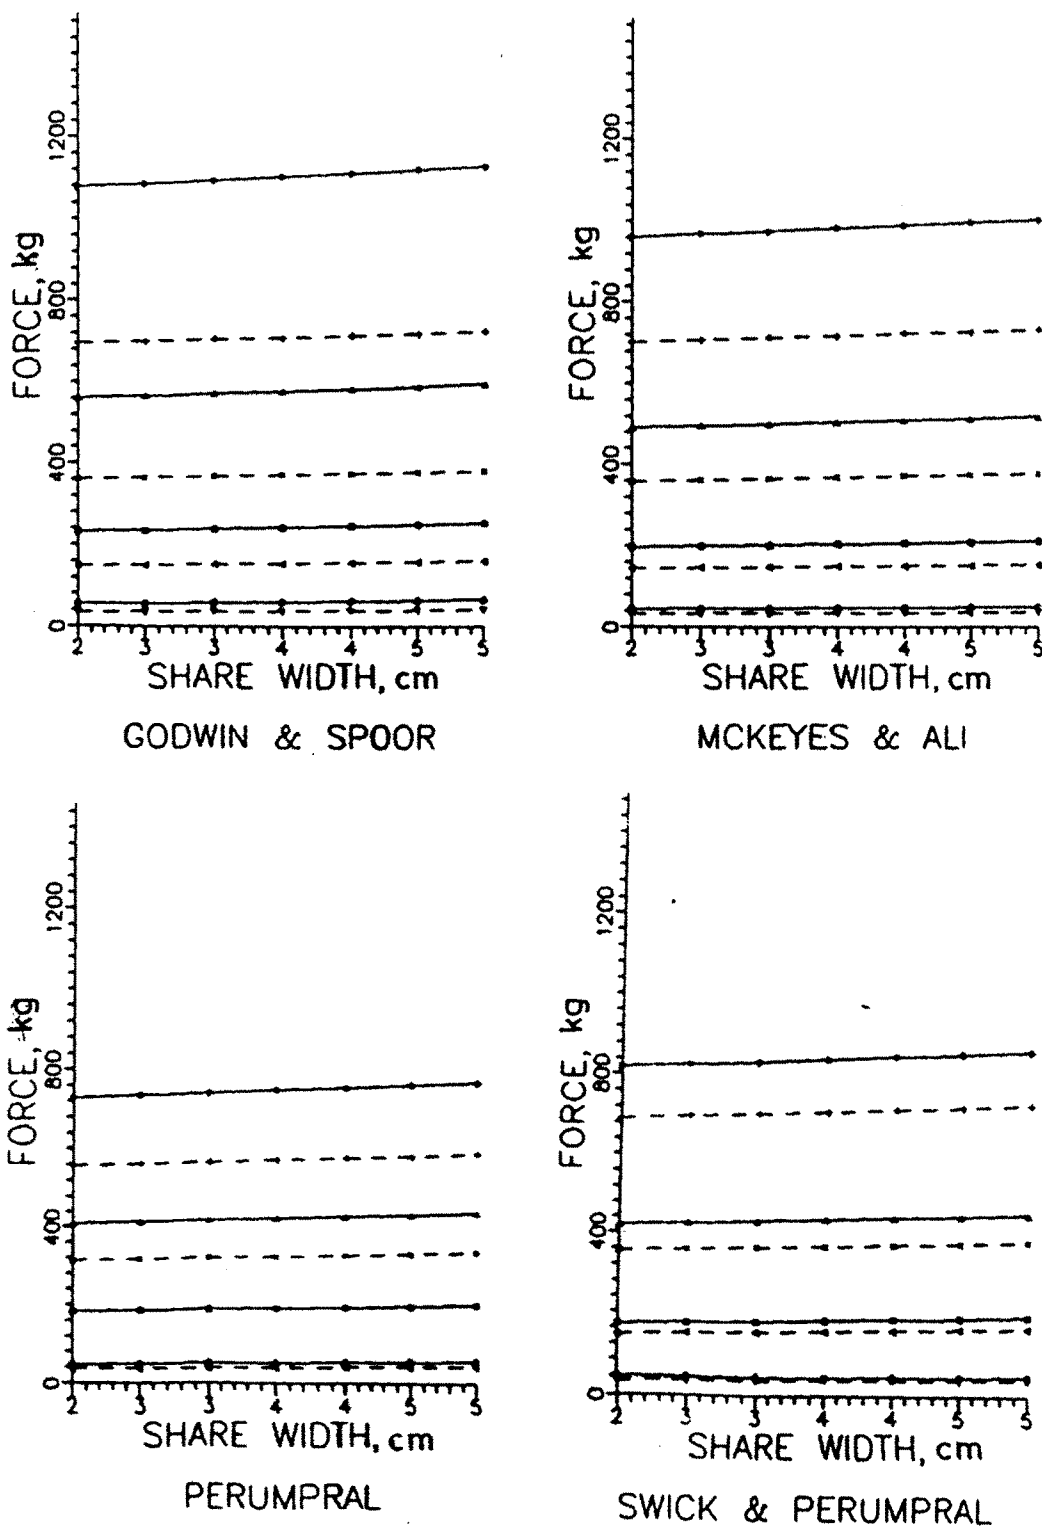 FORCE, kg
1200
800
400
0
2 3 3 4 4 5 5
SHARE WIDTH, cm
GODWIN & SPOOR
FORCE, kg
1200
800
400
0
2 3 3 4 4 5 5
SHARE WIDTH, cm
MCKEYES & ALI
FORCE, kg
1200
800
400
0
2 3 3 4 4 5 5
SHARE WIDTH, cm
PERUMPRAL
FORCE, kg
1200
800
400
0
2 3 3 4 4 5 5
SHARE WIDTH, cm
SWICK & PERUMPRAL